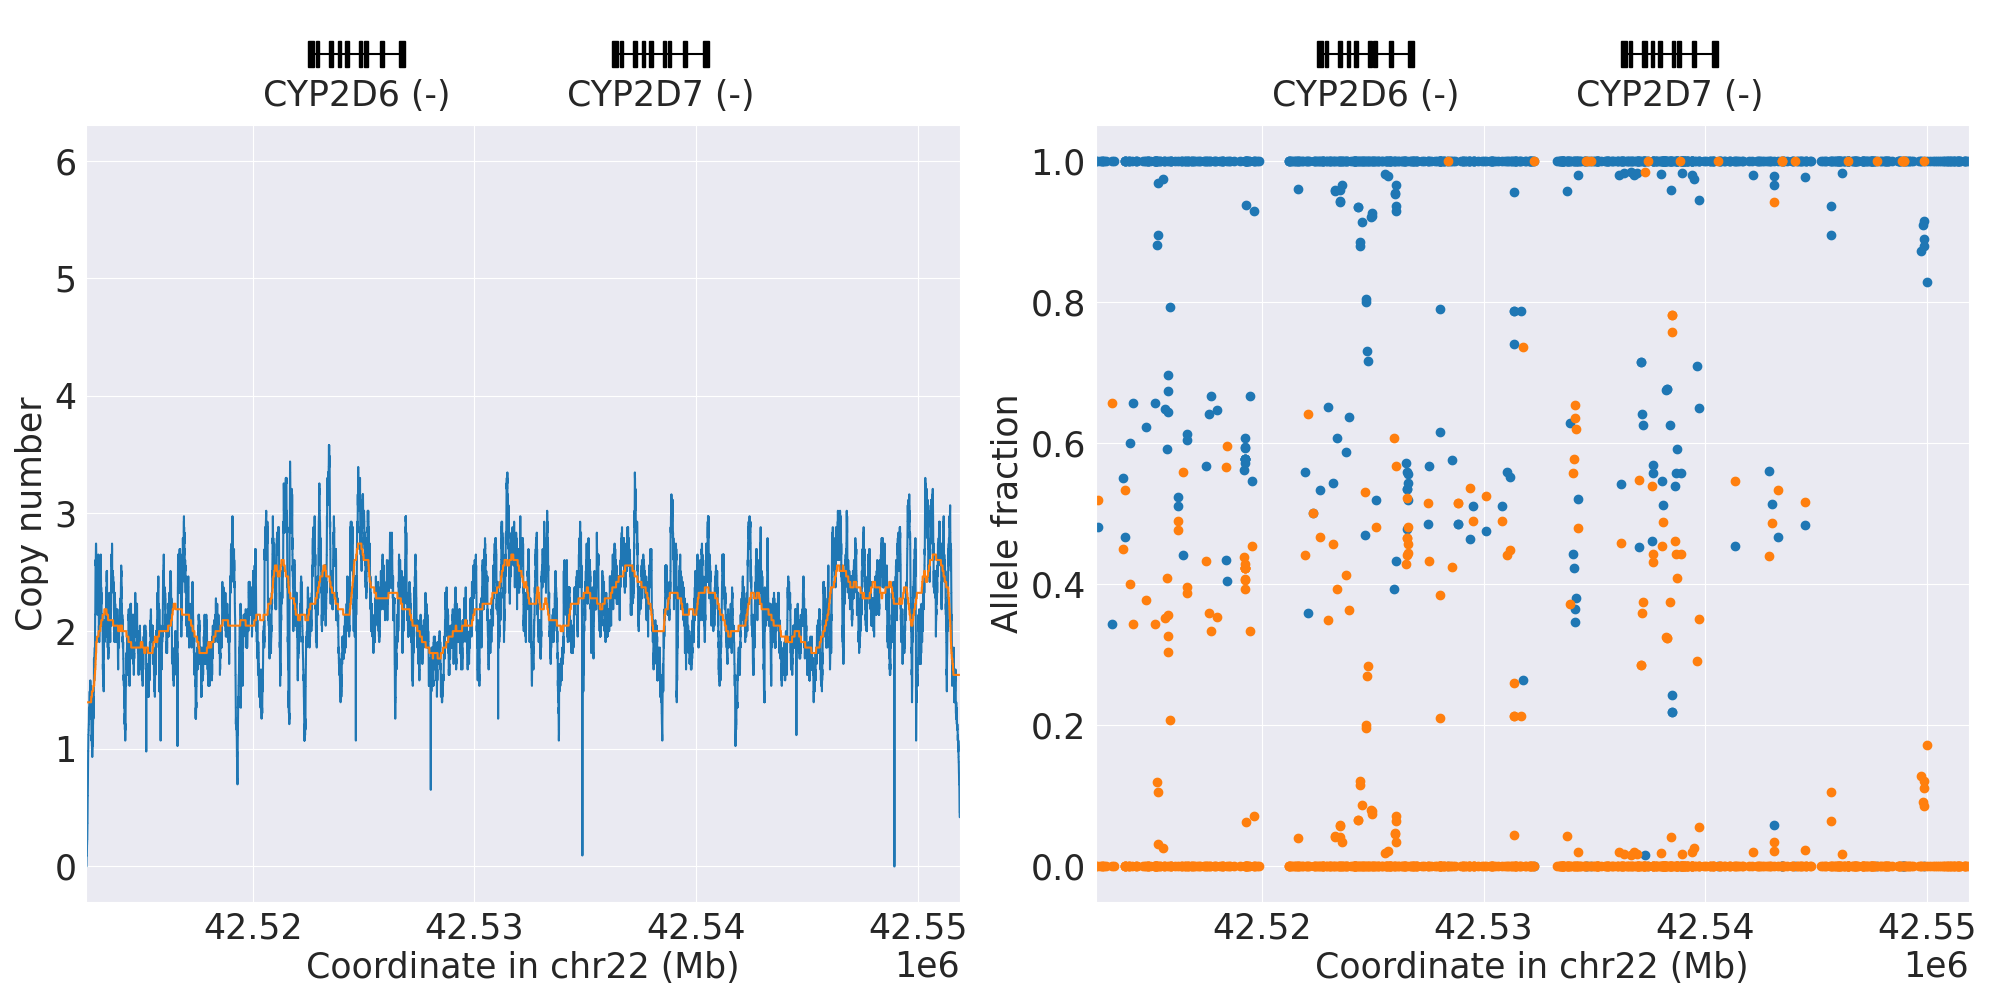 CYP2D6 (-)
CYP2D7 (-)
6
5
4
3
2
1
0
Copy number
42.52
42.53
42.54
42.55
Coordinate in chr22 (Mb)
1e6
CYP2D6 (-)
CYP2D7 (-)
1.0
0.8
0.6
0.4
0.2
0.0
Allele fraction
42.52
42.53
42.54
42.55
Coordinate in chr22 (Mb)
1e6